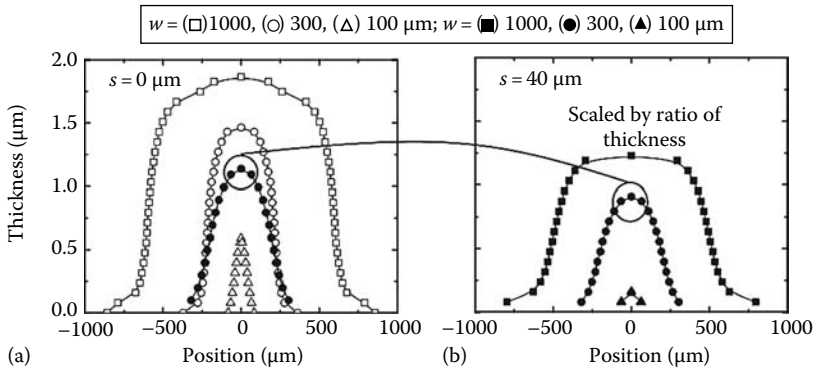 w = (□)1000, (○) 300, (△) 100 μm; w = (■) 1000, (●) 300, (▲) 100 μm
s = 0 μm
s = 40 μm
Scaled by ratio of
thickness
Thickness (μm)
2.0
1.5
1.0
0.5
0.0
−1000 −500 0 500 1000
−1000 −500 0 500 1000
(a) Position (μm)
(b) Position (μm)